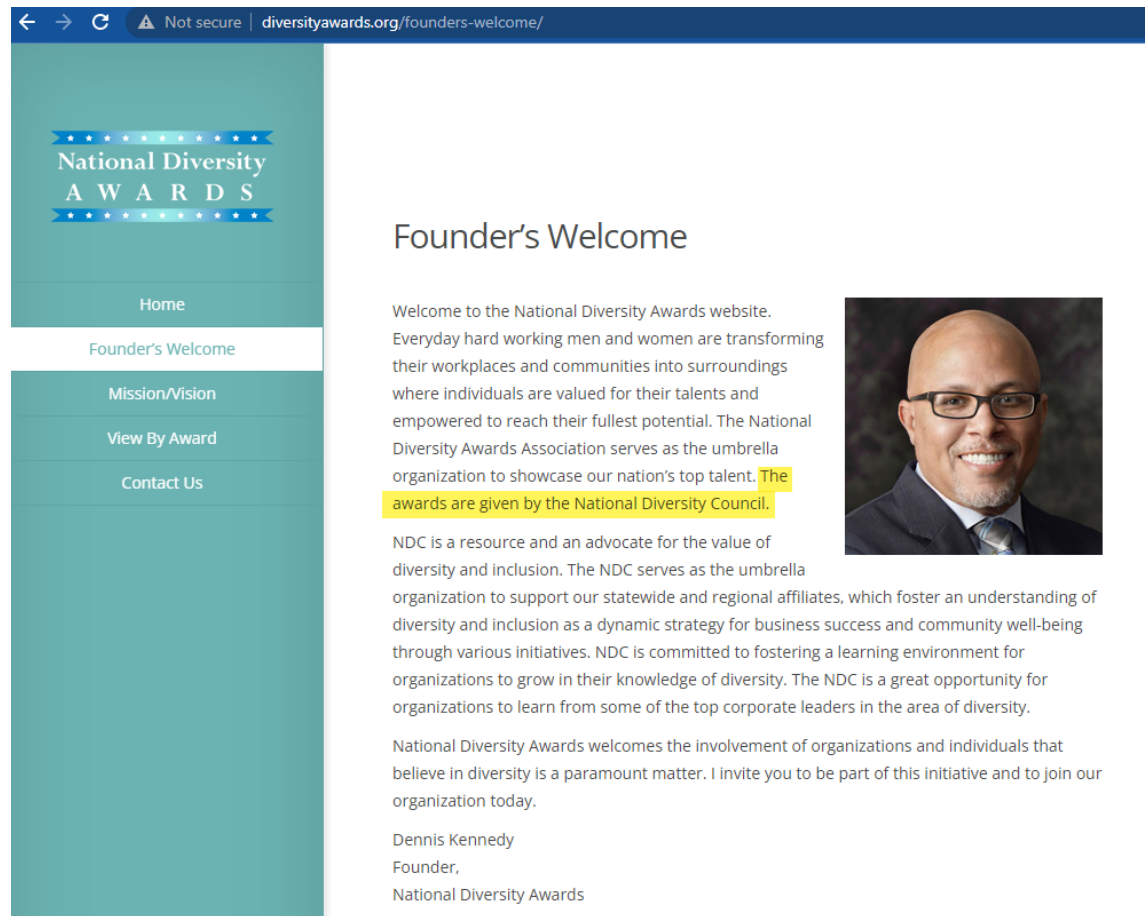 Not secure | diversityawards.org/founders-welcome/
National Diversity
AWARDS
Home
Founder's Welcome
Mission/Vision
View By Award
Contact Us
Founder's Welcome
Welcome to the National Diversity Awards website.
Everyday hard working men and women are transforming
their workplaces and communities into surroundings
where individuals are valued for their talents and
empowered to reach their fullest potential. The National
Diversity Awards Association serves as the umbrella
organization to showcase our nation's top talent. The
awards are given by the National Diversity Council.
NDC is a resource and an advocate for the value of
diversity and inclusion. The NDC serves as the umbrella
organization to support our statewide and regional affiliates, which foster an understanding of
diversity and inclusion as a dynamic strategy for business success and community well-being
through various initiatives. NDC is committed to fostering a learning environment for
organizations to grow in their knowledge of diversity. The NDC is a great opportunity for
organizations to learn from some of the top corporate leaders in the area of diversity.
National Diversity Awards welcomes the involvement of organizations and individuals that
believe in diversity is a paramount matter. I invite you to be part of this initiative and to join our
organization today.
Dennis Kennedy
Founder,
National Diversity Awards